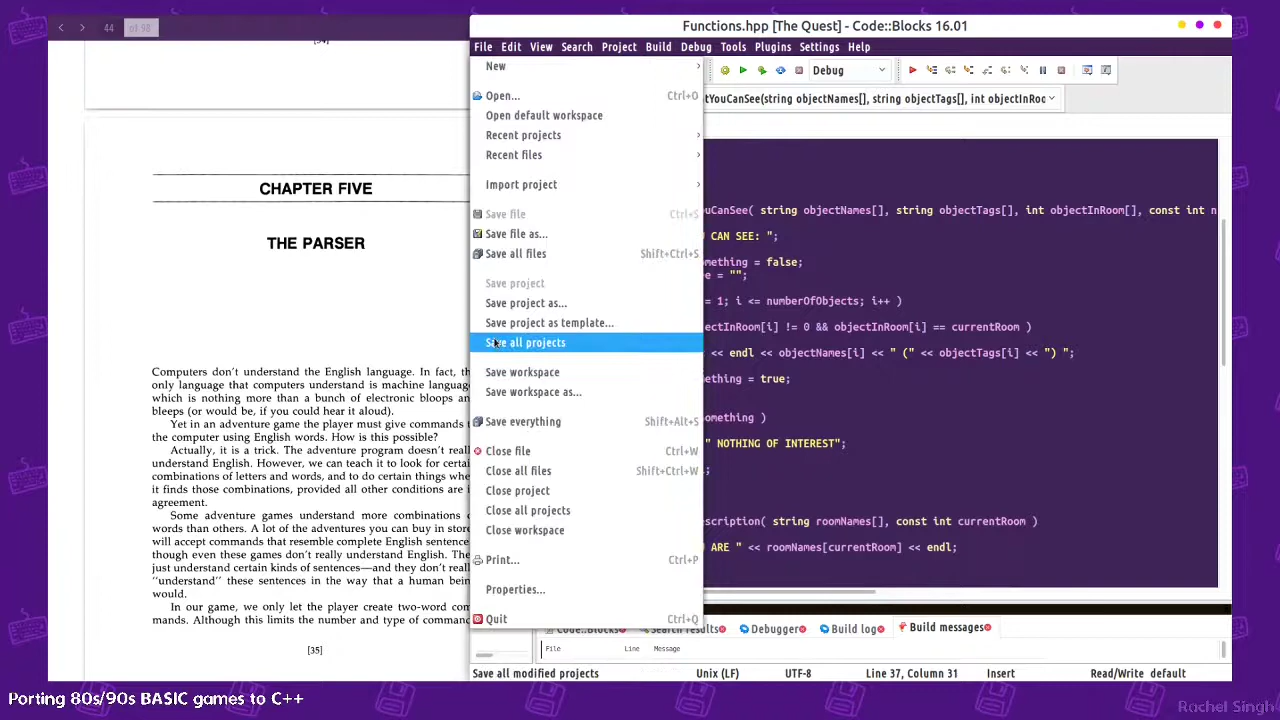 44 of 98
[34]
CHAPTER FIVE
THE PARSER
Computers don't understand the English language. In fact, th
only language that computers understand is machine languag
which is nothing more than a bunch of electronic bloops an
bleeps (or would be, if you could hear it aloud).
Yet in an adventure game the player must give commands t
the computer using English words. How is this possible?
Actually, it is a trick. The adventure program doesn't reall
understand English. However, we can teach it to look for certai
combinations of letters and words, and to do certain things whe
it finds those combinations, provided all other conditions are i
agreement.
Some adventure games understand more combinations o
words than others. A lot of the adventures you can buy in store
will accept commands that resemble complete English sentence
though even these games don't really understand English. The
just understand certain kinds of sentences—and they don't reall
"understand" these sentences in the way that a human bein
would.
In our game, we only let the player create two-word com
mands. Although this limits the number and type of command
[35]
Functions.hpp [The Quest] - Code::Blocks 16.01
File Edit View Search Project Build Debug Tools Plugins Settings Help
New
Open... Ctrl+O
Open default workspace
Recent projects
Recent files
Import project
Save file Ctrl+S
Save file as...
Save all files Shift+Ctrl+S
Save project
Save project as...
Save project as template...
Save all projects
Save workspace
Save workspace as...
Save everything Shift+Alt+S
Close file Ctrl+W
Close all files Shift+Ctrl+W
Close project
Close all projects
Close workspace
Print... Ctrl+P
Properties...
Quit Ctrl+Q
Debug
tYouCanSee(string objectNames[], string objectTags[], int objectInRoo
ouCanSee( string objectNames[], string objectTags[], int objectInRoom[], const int n
CAN SEE: ";
mething = false;
e = "";
= 1; i <= numberOfObjects; i++ )
ectInRoom[i] != 0 && objectInRoom[i] == currentRoom )
<< endl << objectNames[i] << " (" << objectTags[i] << ") ";
mething = true;
omething )
" NOTHING OF INTEREST";
;
scription( string roomNames[], const int currentRoom )
ARE " << roomNames[currentRoom] << endl;
Code::Blocks Search results Debugger Build log Build messages
File Line Message
Save all modified projects Unix (LF) UTF-8 Line 37, Column 31 Insert Read/Write default
Porting 80s/90s BASIC games to C++
Rachel Singh